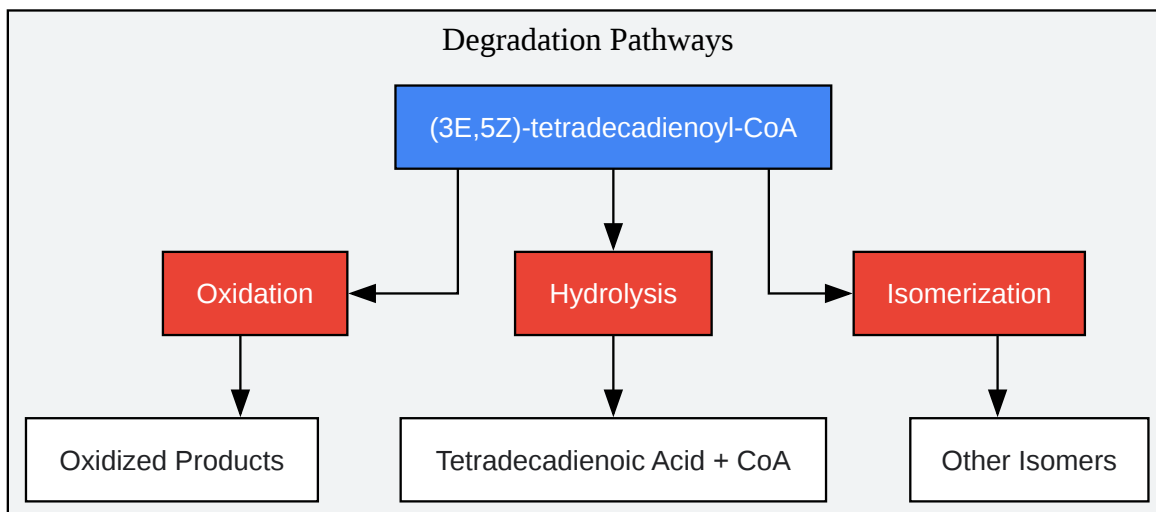 Degradation Pathways
(3E,5Z)-tetradecadienoyl-CoA
Oxidation
Hydrolysis
Isomerization
Oxidized Products
Tetradecadienoic Acid + CoA
Other Isomers